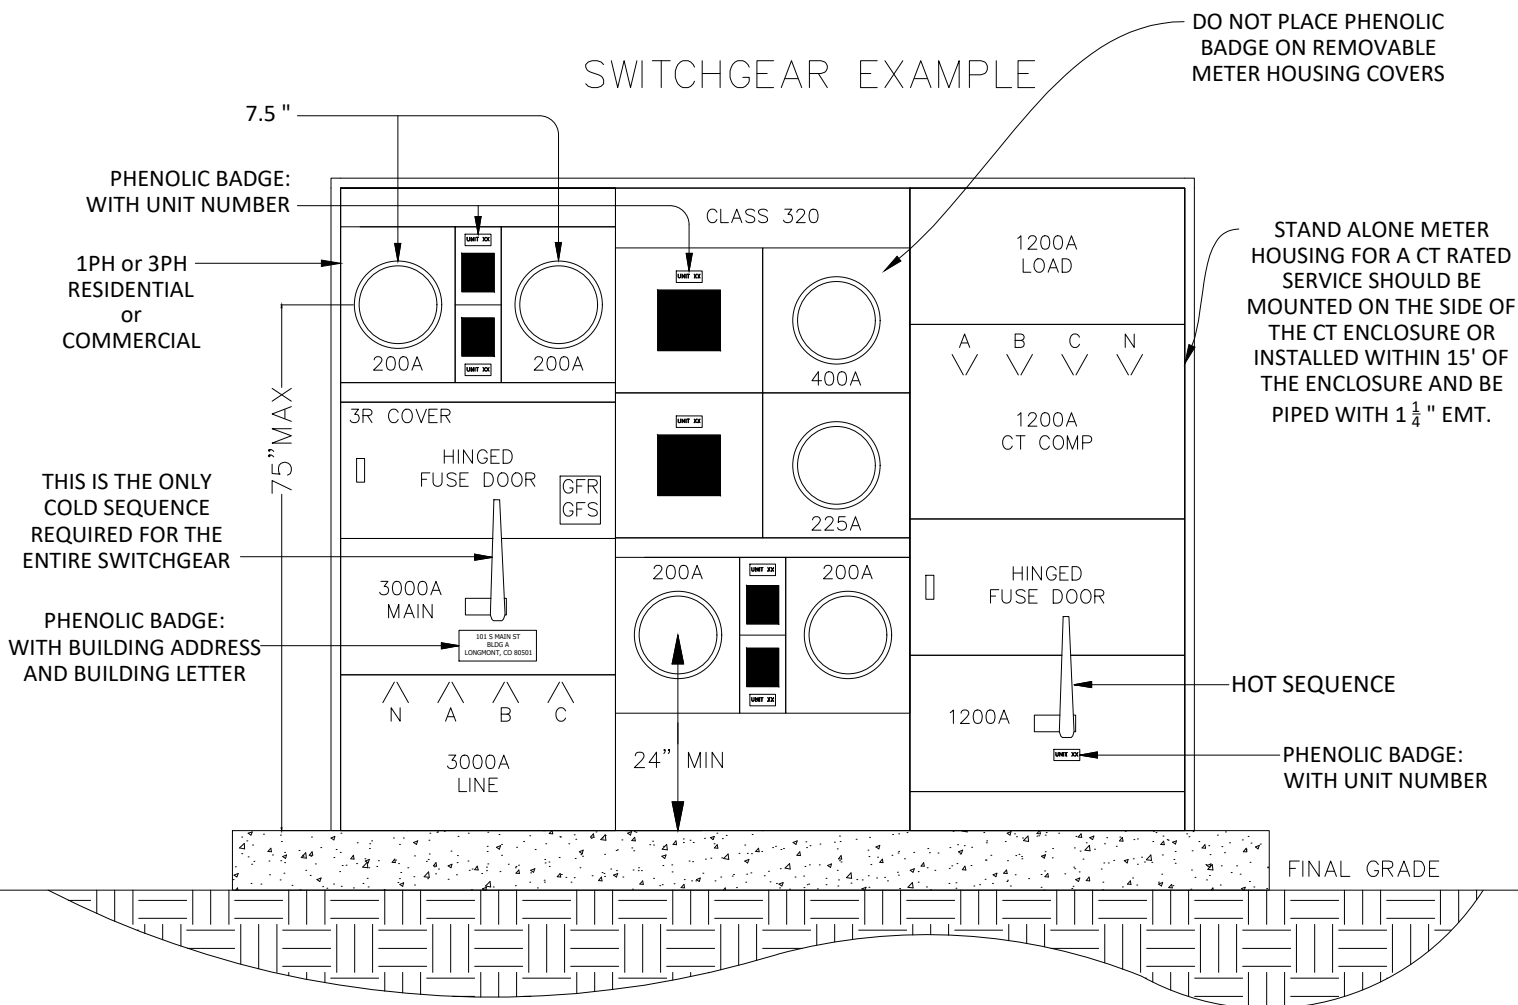 SWITCHGEAR EXAMPLE
DO NOT PLACE PHENOLIC
BADGE ON REMOVABLE
METER HOUSING COVERS
7.5 "
PHENOLIC BADGE:
WITH UNIT NUMBER
1PH or 3PH
RESIDENTIAL
or
COMMERCIAL
75"MAX
THIS IS THE ONLY
COLD SEQUENCE
REQUIRED FOR THE
ENTIRE SWITCHGEAR
PHENOLIC BADGE:
WITH BUILDING ADDRESS
AND BUILDING LETTER
UNIT XX
200A
200A
UNIT XX
3R COVER
HINGED
FUSE DOOR
GFR
GFS
3000A
MAIN
101 S MAIN ST
BLDG A
LONGMONT, CO 80501
N A B C
3000A
LINE
CLASS 320
UNIT XX
400A
UNIT XX
225A
200A
UNIT XX
200A
UNIT XX
24" MIN
1200A
LOAD
A B C N
1200A
CT COMP
HINGED
FUSE DOOR
1200A
UNIT XX
STAND ALONE METER
HOUSING FOR A CT RATED
SERVICE SHOULD BE
MOUNTED ON THE SIDE OF
THE CT ENCLOSURE OR
INSTALLED WITHIN 15' OF
THE ENCLOSURE AND BE
PIPED WITH 1 1/4 " EMT.
HOT SEQUENCE
PHENOLIC BADGE:
WITH UNIT NUMBER
FINAL GRADE